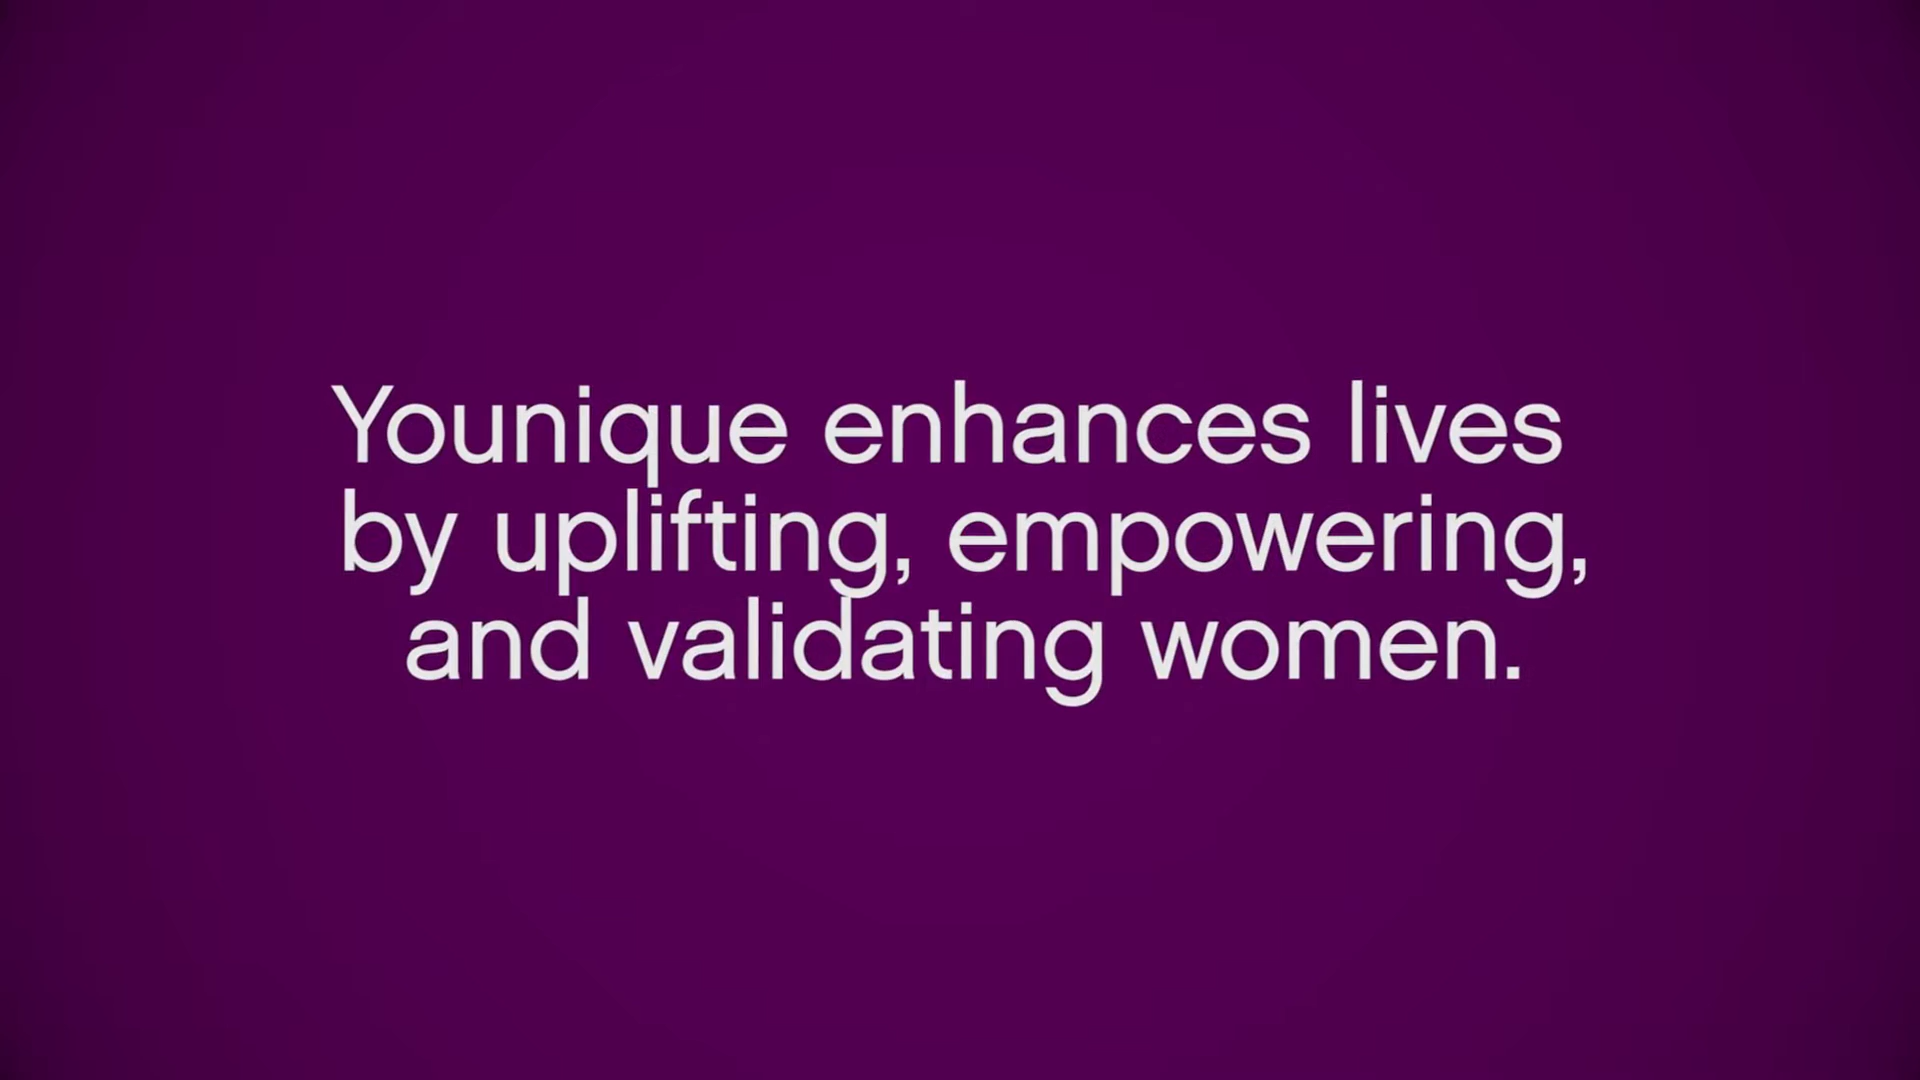 Younique enhances lives
by uplifting, empowering,
and validating women.